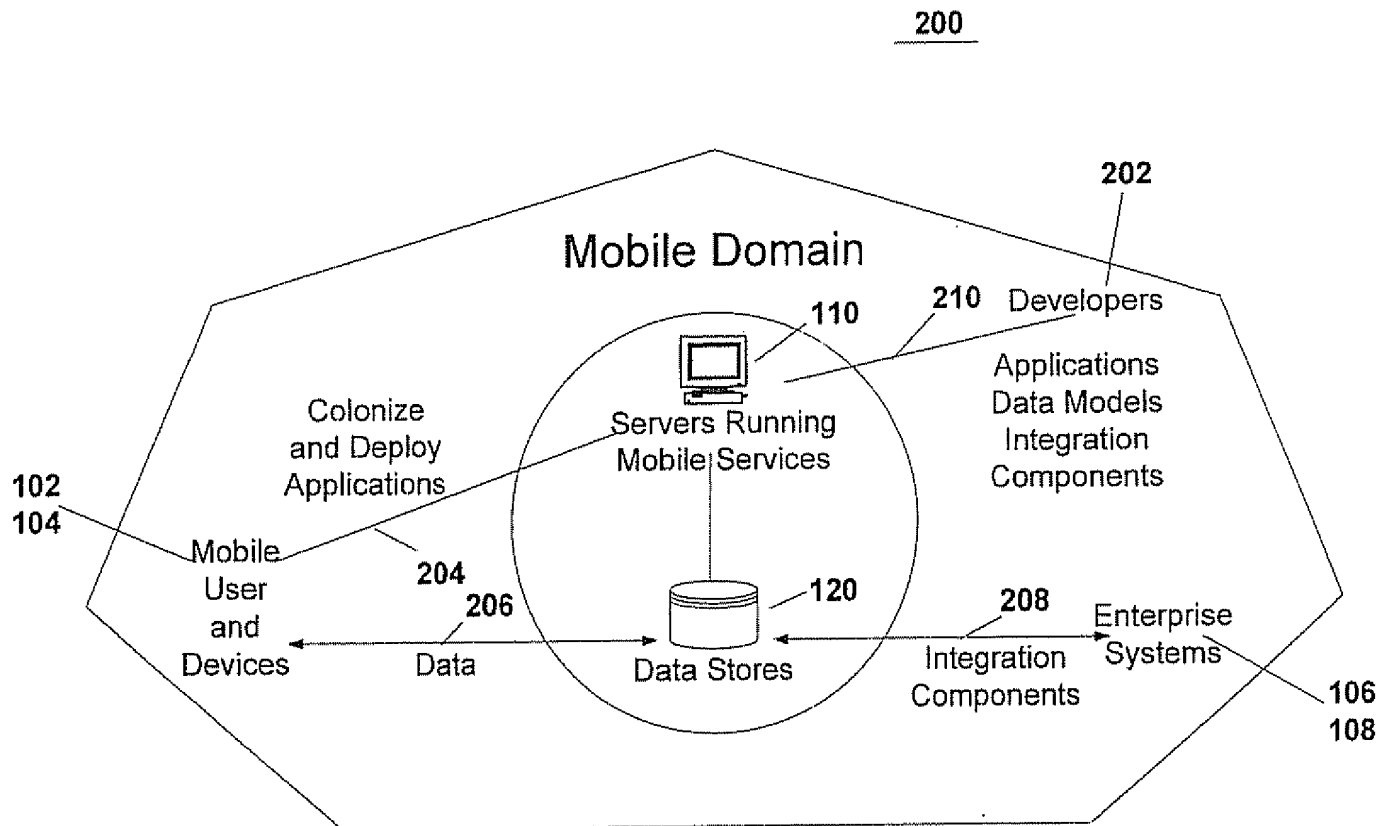 200
202
Mobile Domain
210
Developers
110
Applications
Data Models
Integration
Components
Colonize
and Deploy
Applications
Servers Running
Mobile Services
102
104
Mobile
User
and
Devices
204
206
Data
120
Data Stores
208
Integration
Components
Enterprise
Systems
106
108